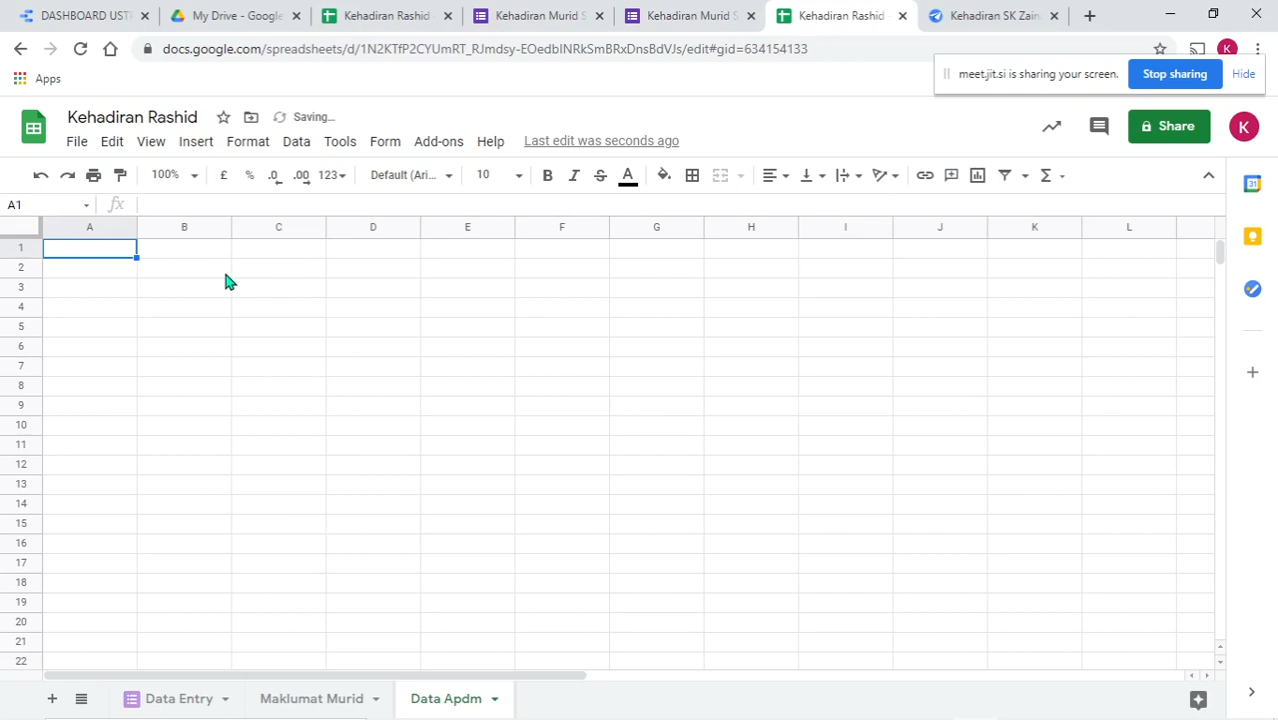 DASHBOARD UST
My Drive - Google
Kehadiran Rashid
Kehadiran Murid S
Kehadiran Murid S
Kehadiran Rashid
Kehadiran SK Zain
docs.google.com/spreadsheets/d/1N2KTfP2CYUmRT_RJmdsy-EOedbINRkSmBRxDnsBdVJs/edit#gid=634154133
K
Apps
meet.jit.si is sharing your screen.
Stop sharing
Hide
Kehadiran Rashid
Saving...
Share
K
File Edit View Insert Format Data Tools Form Add-ons Help Last edit was seconds ago
100% £ % .0 .00 123 Default (Ari... 10 B I S A Σ
A1 fx
31
A B C D E F G H I J K L
1
2
3
4
5
6
7
8
9
10
11
12
13
14
15
16
17
18
19
20
21
22
Data Entry Maklumat Murid Data Apdm